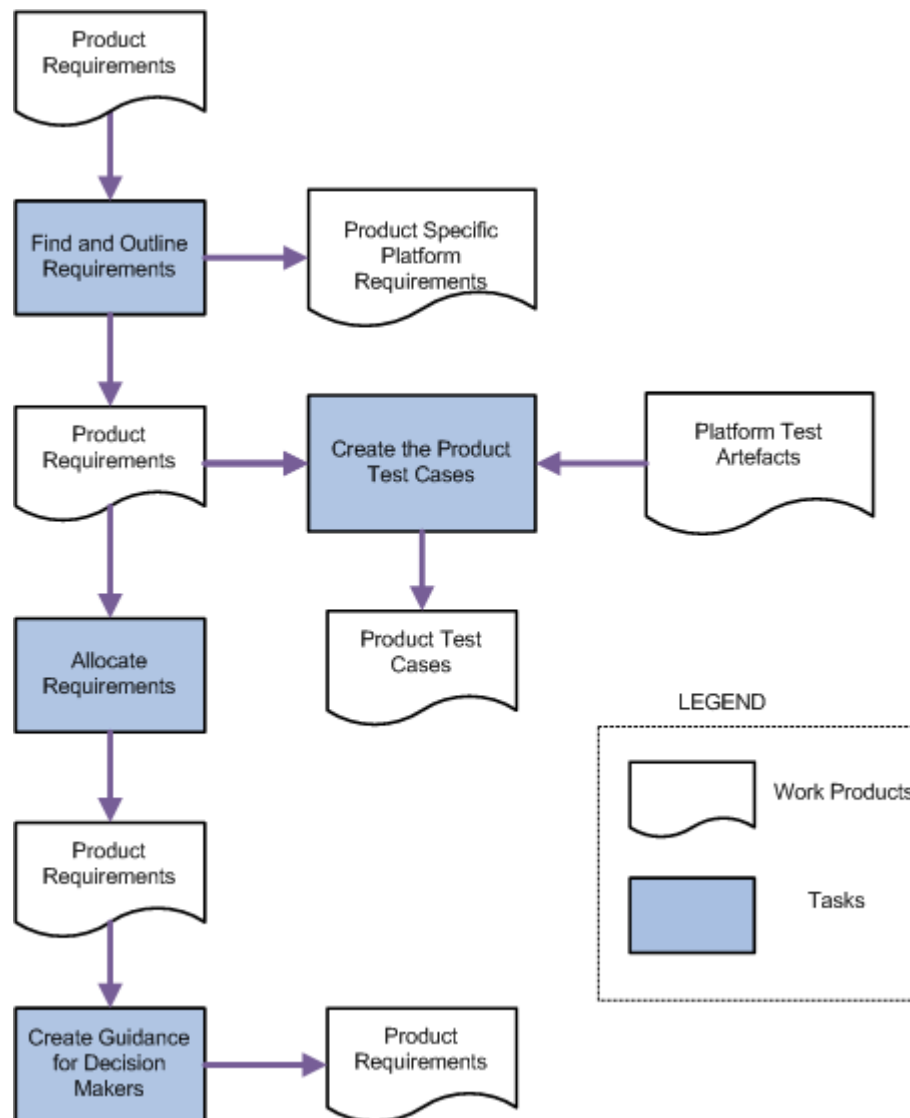 Product
Requirements
Find and Outline
Requirements
Product Specific
Platform
Requirements
Product
Requirements
Create the Product
Test Cases
Platform Test
Artefacts
Allocate
Requirements
Product Test
Cases
LEGEND
Work Products
Tasks
Product
Requirements
Create Guidance
for Decision
Makers
Product
Requirements